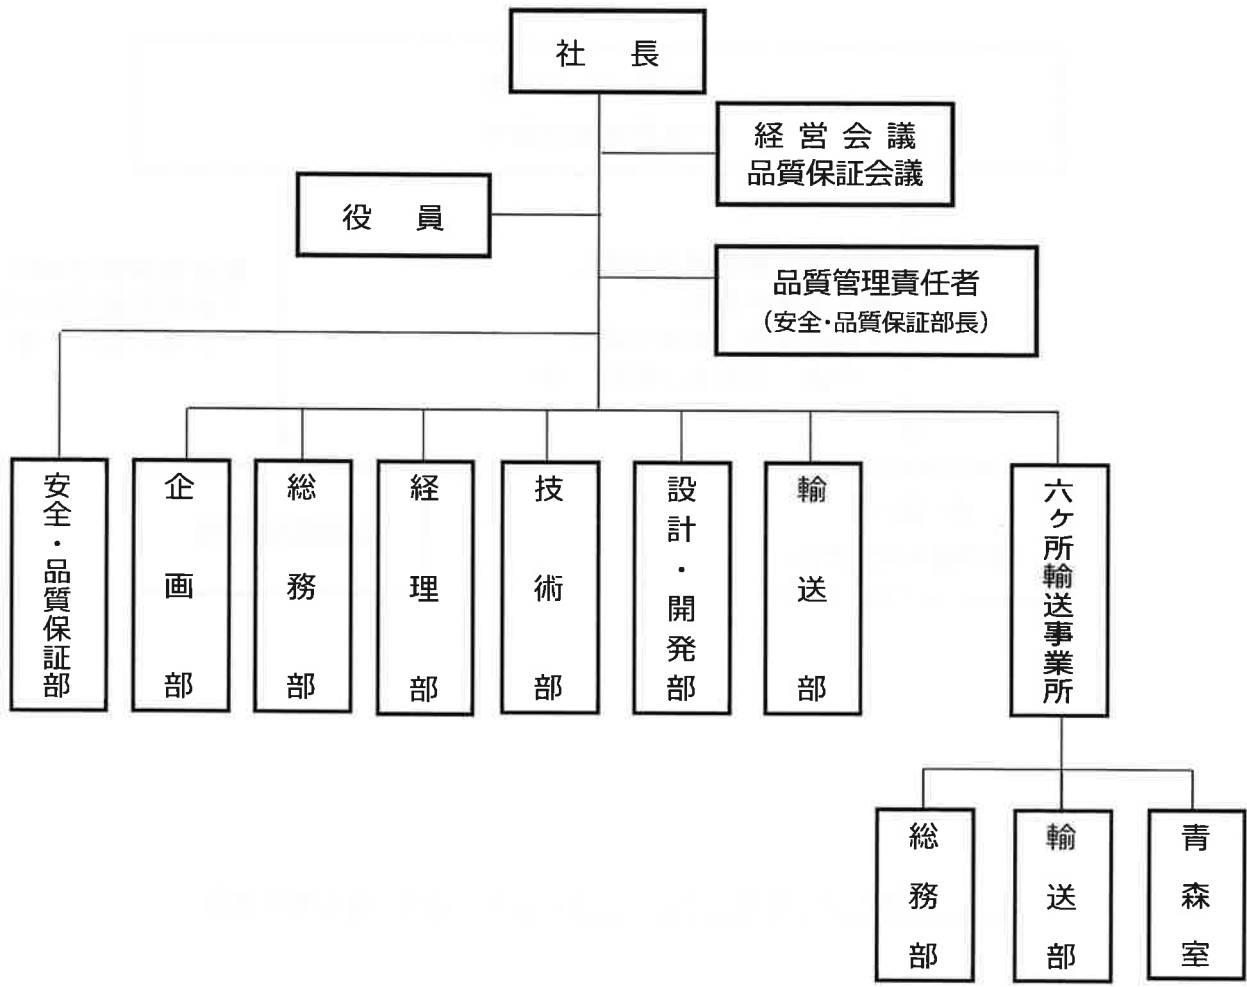 社 長
経 営 会 議
品質保証会議
役 員
品質管理責任者
（安全・品質保証部長）
安全・品質保証部
企画部
総務部
経理部
技術部
設計・開発部
輸送部
六ケ所輸送事業所
総務部
輸送部
青森室